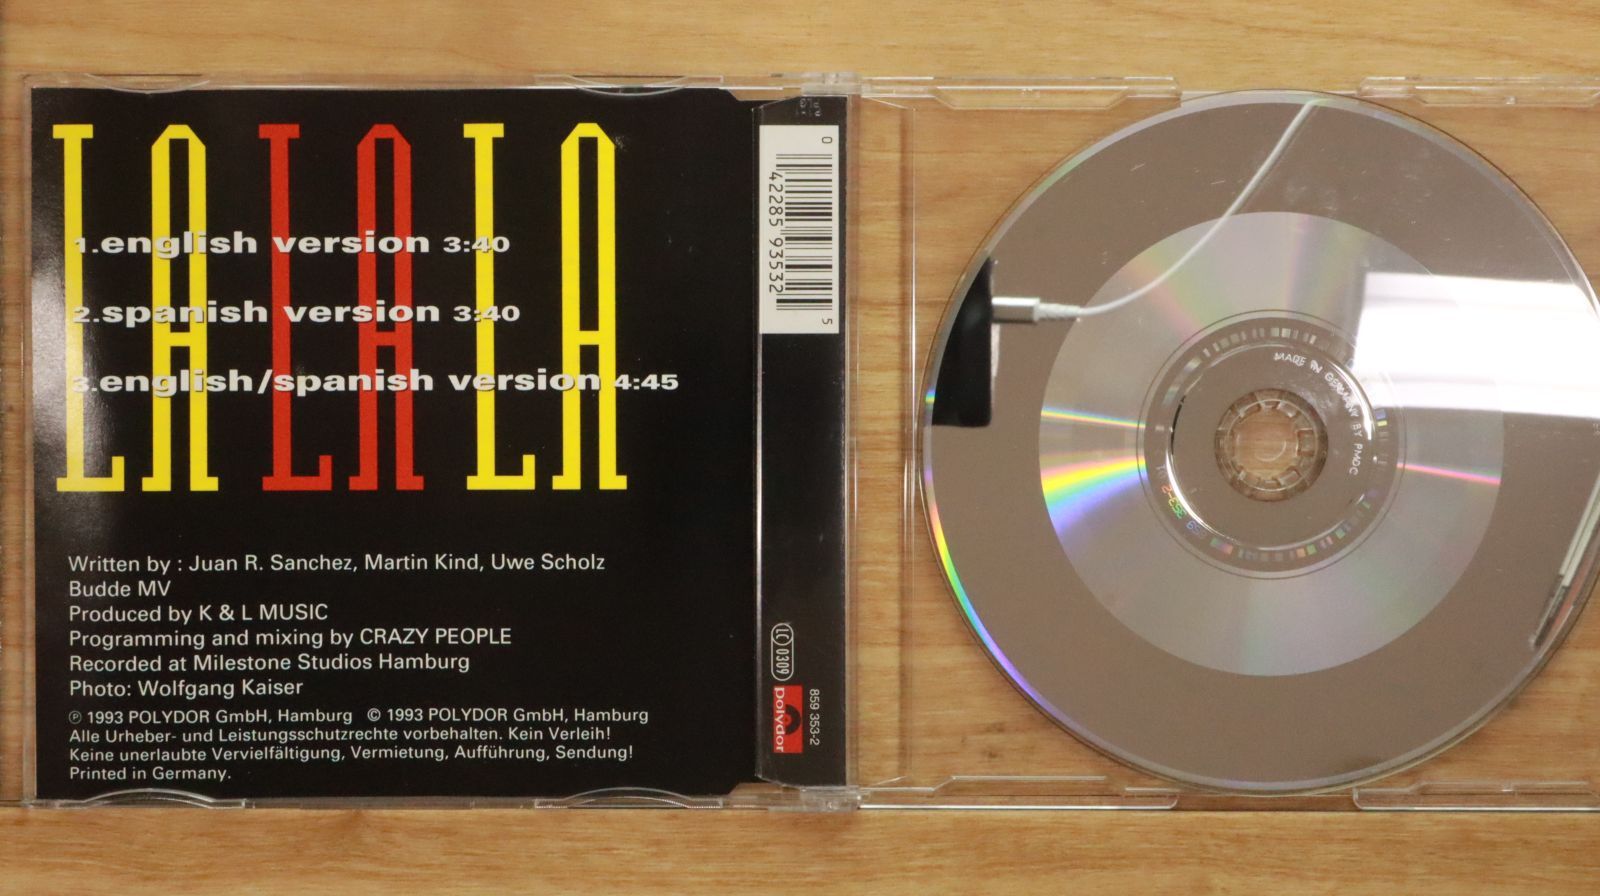 LA LA LA
1.english version 3:40
2.spanish version 3:40
3.english/spanish version 4:45
Written by : Juan R. Sanchez, Martin Kind, Uwe Scholz
Budde MV
Produced by K & L MUSIC
Programming and mixing by CRAZY PEOPLE
Recorded at Milestone Studios Hamburg
Photo: Wolfgang Kaiser
℗ 1993 POLYDOR GmbH, Hamburg © 1993 POLYDOR GmbH, Hamburg
Alle Urheber- und Leistungsschutzrechte vorbehalten. Kein Verleih!
Keine unerlaubte Vervielfältigung, Vermietung, Aufführung, Sendung!
Printed in Germany.
0 42285 93532 5
LC 0309
polydor
859 353-2
MADE IN GERMANY BY PMDC